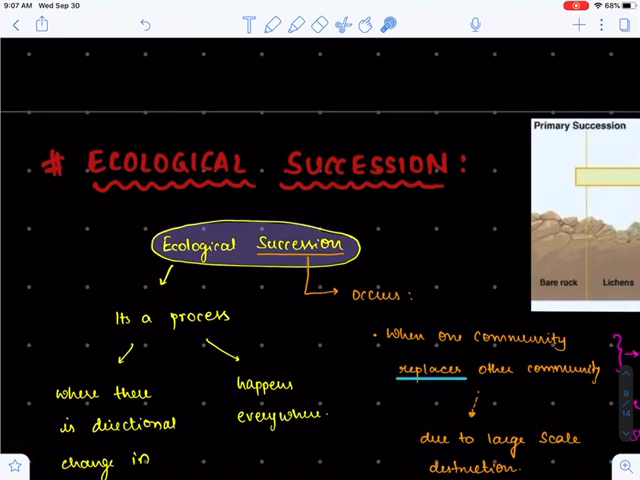 9:07 AM Wed Sep 30
68%
# ECOLOGICAL SUCCESSION:
Primary Succession
Bare rock
Lichens
Ecological Succession
Its a process
where there
is directional
change in
happens
everywhere.
occurs:
• When one community
replaces other community
due to large scale
destruction.
9
/
14